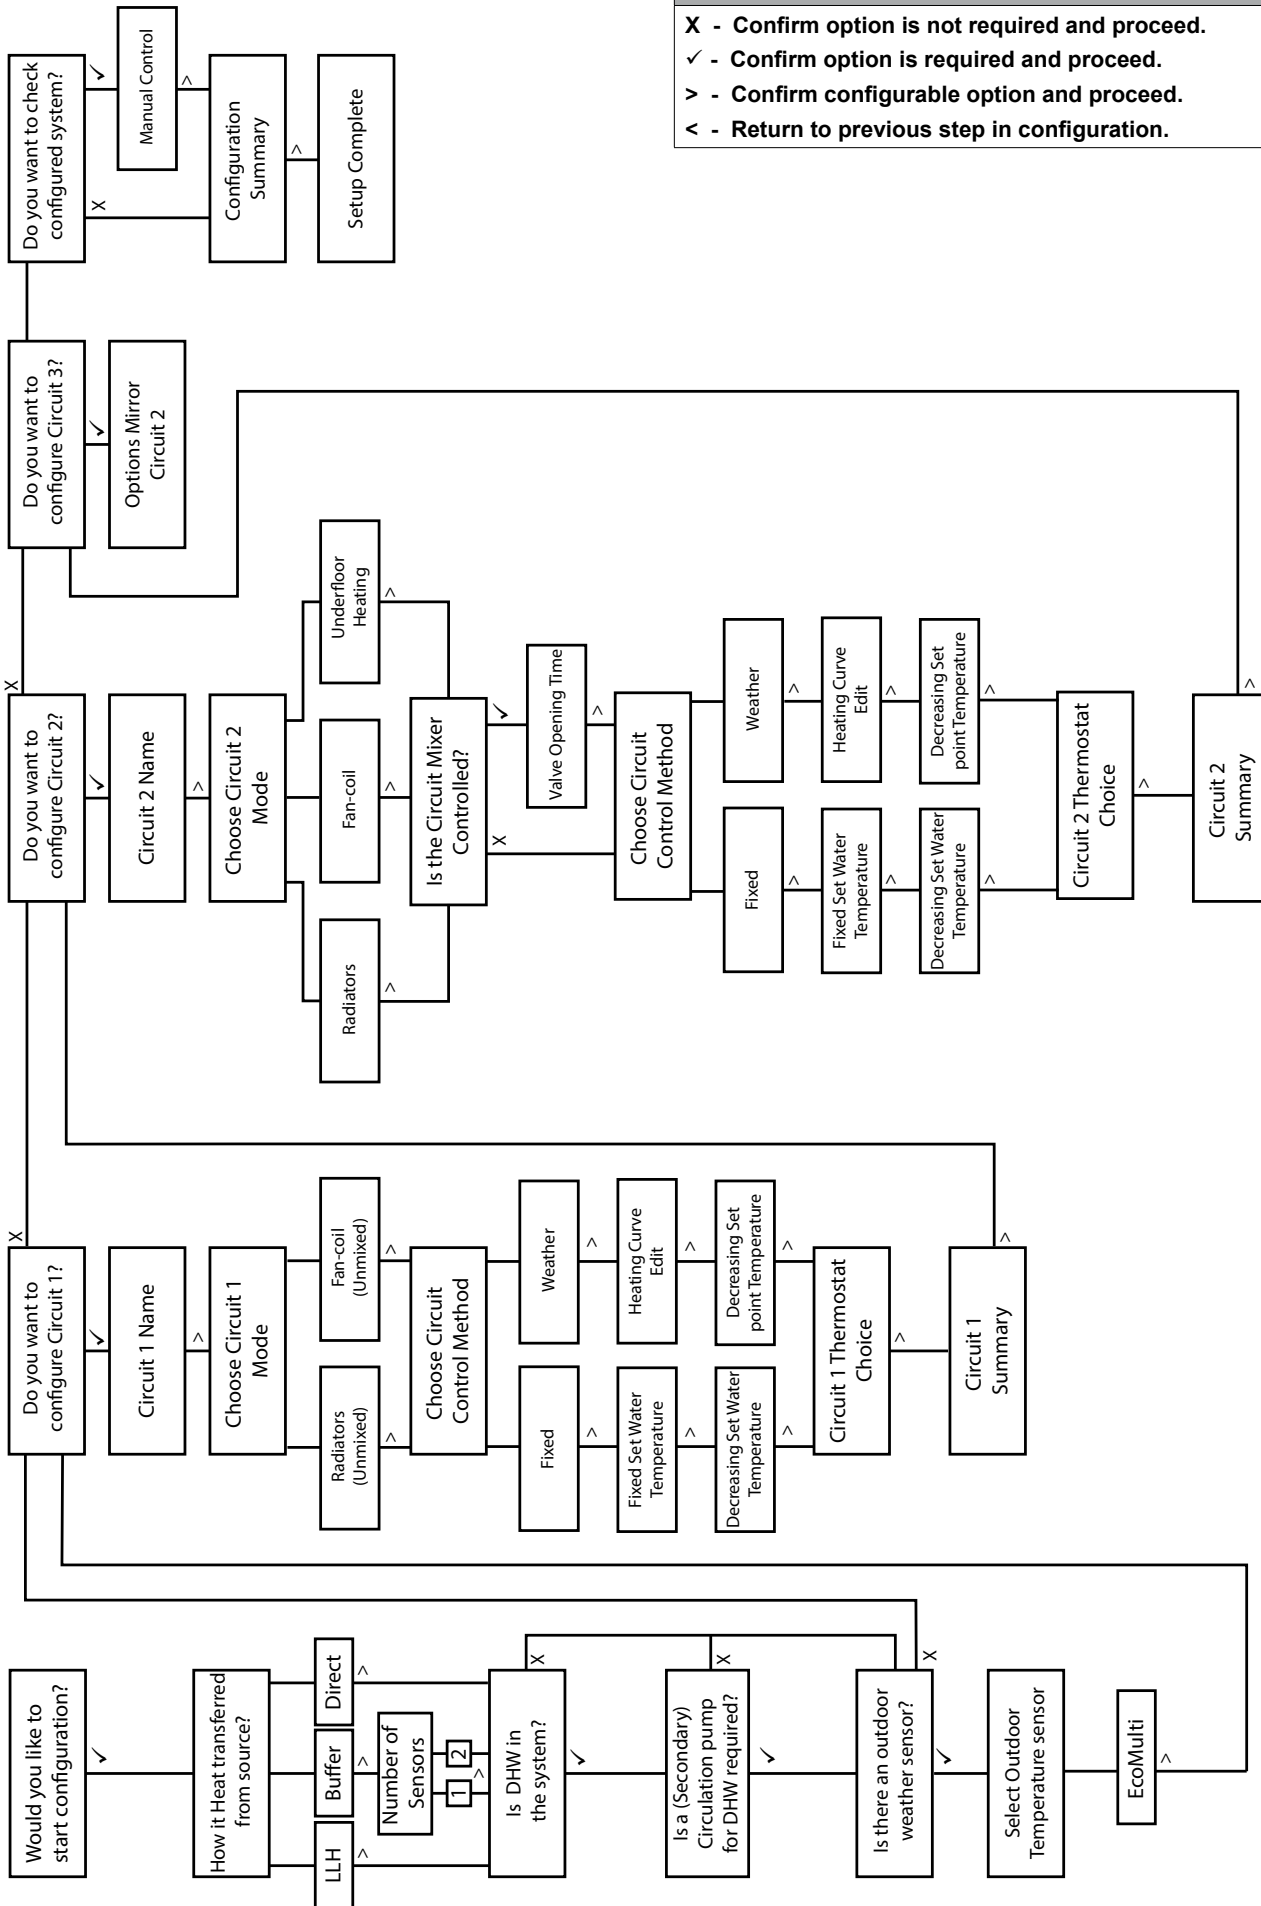 X - Confirm option is not required and proceed.
✓ - Confirm option is required and proceed.
> - Confirm configurable option and proceed.
< - Return to previous step in configuration.
Would you like to
start configuration?
✓
How it Heat transferred
from source?
LLH
>
Buffer
>
Direct
>
Number of
Sensors
1
2
>
Is DHW in
the system?
X
✓
Is a (Secondary)
Circulation pump
for DHW required?
X
✓
Is there an outdoor
weather sensor?
X
✓
Select Outdoor
Temperature sensor
EcoMulti
>
Do you want to
configure Circuit 1?
X
✓
Circuit 1 Name
>
Choose Circuit 1
Mode
Radiators
(Unmixed)
>
Fan-coil
(Unmixed)
>
Choose Circuit
Control Method
Fixed
>
Weather
>
Fixed Set Water
Temperature
>
Heating Curve
Edit
>
Decreasing Set Water
Temperature
>
Decreasing Set
point Temperature
>
Circuit 1 Thermostat
Choice
>
Circuit 1
Summary
>
Do you want to
configure Circuit 2?
X
✓
Circuit 2 Name
>
Choose Circuit 2
Mode
Radiators
>
Fan-coil
>
Underfloor
Heating
>
Is the Circuit Mixer
Controlled?
X
✓
Valve Opening Time
>
Choose Circuit
Control Method
Fixed
>
Weather
>
Fixed Set Water
Temperature
>
Heating Curve
Edit
>
Decreasing Set Water
Temperature
>
Decreasing Set
point Temperature
>
Circuit 2 Thermostat
Choice
>
Circuit 2
Summary
>
Do you want to
configure Circuit 3?
✓
Options Mirror
Circuit 2
Do you want to check
configured system?
X
✓
Manual Control
>
Configuration
Summary
>
Setup Complete